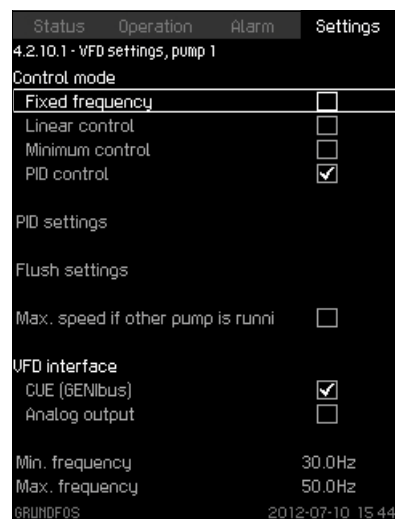 Status Operation Alarm Settings
4.2.10.1 - VFD settings, pump 1
Control mode
Fixed frequency
Linear control
Minimum control
PID control
PID settings
Flush settings
Max. speed if other pump is runni
VFD interface
CUE (GENIbus)
Analog output
Min. frequency 30.0Hz
Max. frequency 50.0Hz
GRUNDFOS 2012-07-10 15 44